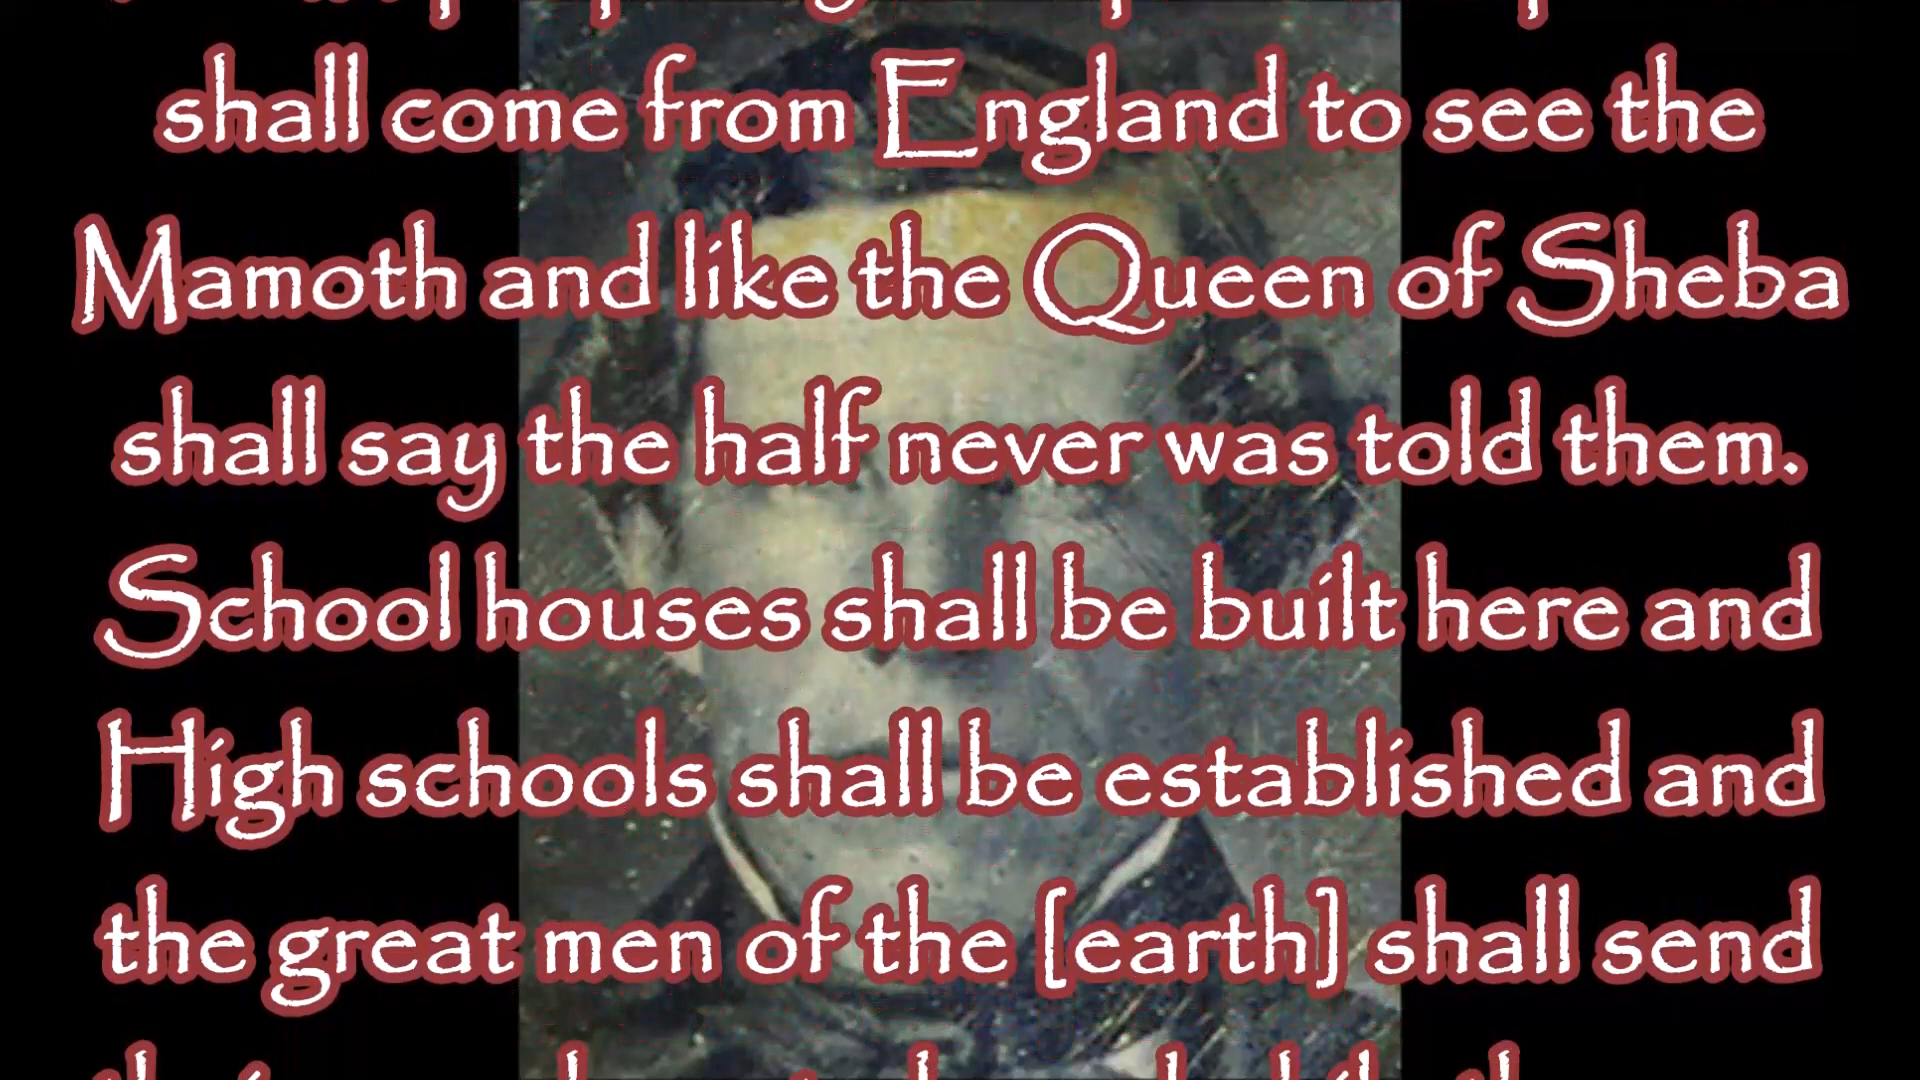 shall come from England to see the
Mamoth and like the Queen of Sheba
shall say the half never was told them.
School houses shall be built here and
High schools shall be established and
the great men of the [earth] shall send